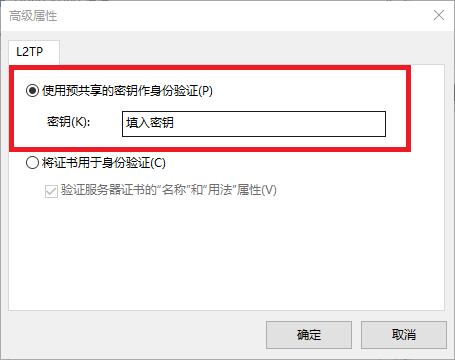 高级属性
L2TP
使用预共享的密钥作身份验证(P)
密钥(K): 填入密钥
将证书用于身份验证(C)
验证服务器证书的“名称”和“用法”属性(V)
确定 取消